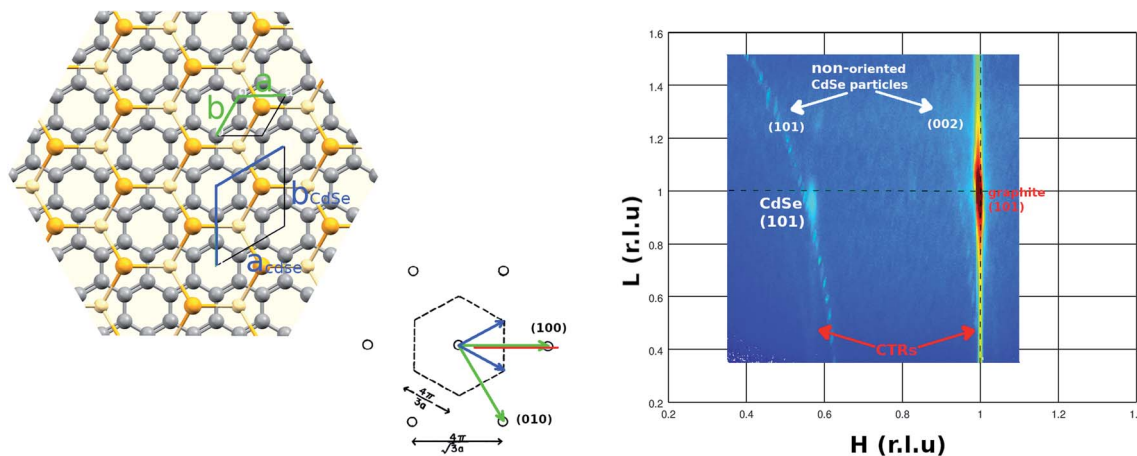 a
b
b CdSe
a cdse
(100)
(010)
4π
3a
4π
√3a
1.6
1.4
1.2
1
0.8
0.6
0.4
0.2
L (r.l.u)
non-oriented
CdSe particles
(101)
(002)
CdSe
(101)
graphite
(101)
CTRs
0.2
0.4
0.6
0.8
1
1.2
1.
H (r.l.u)